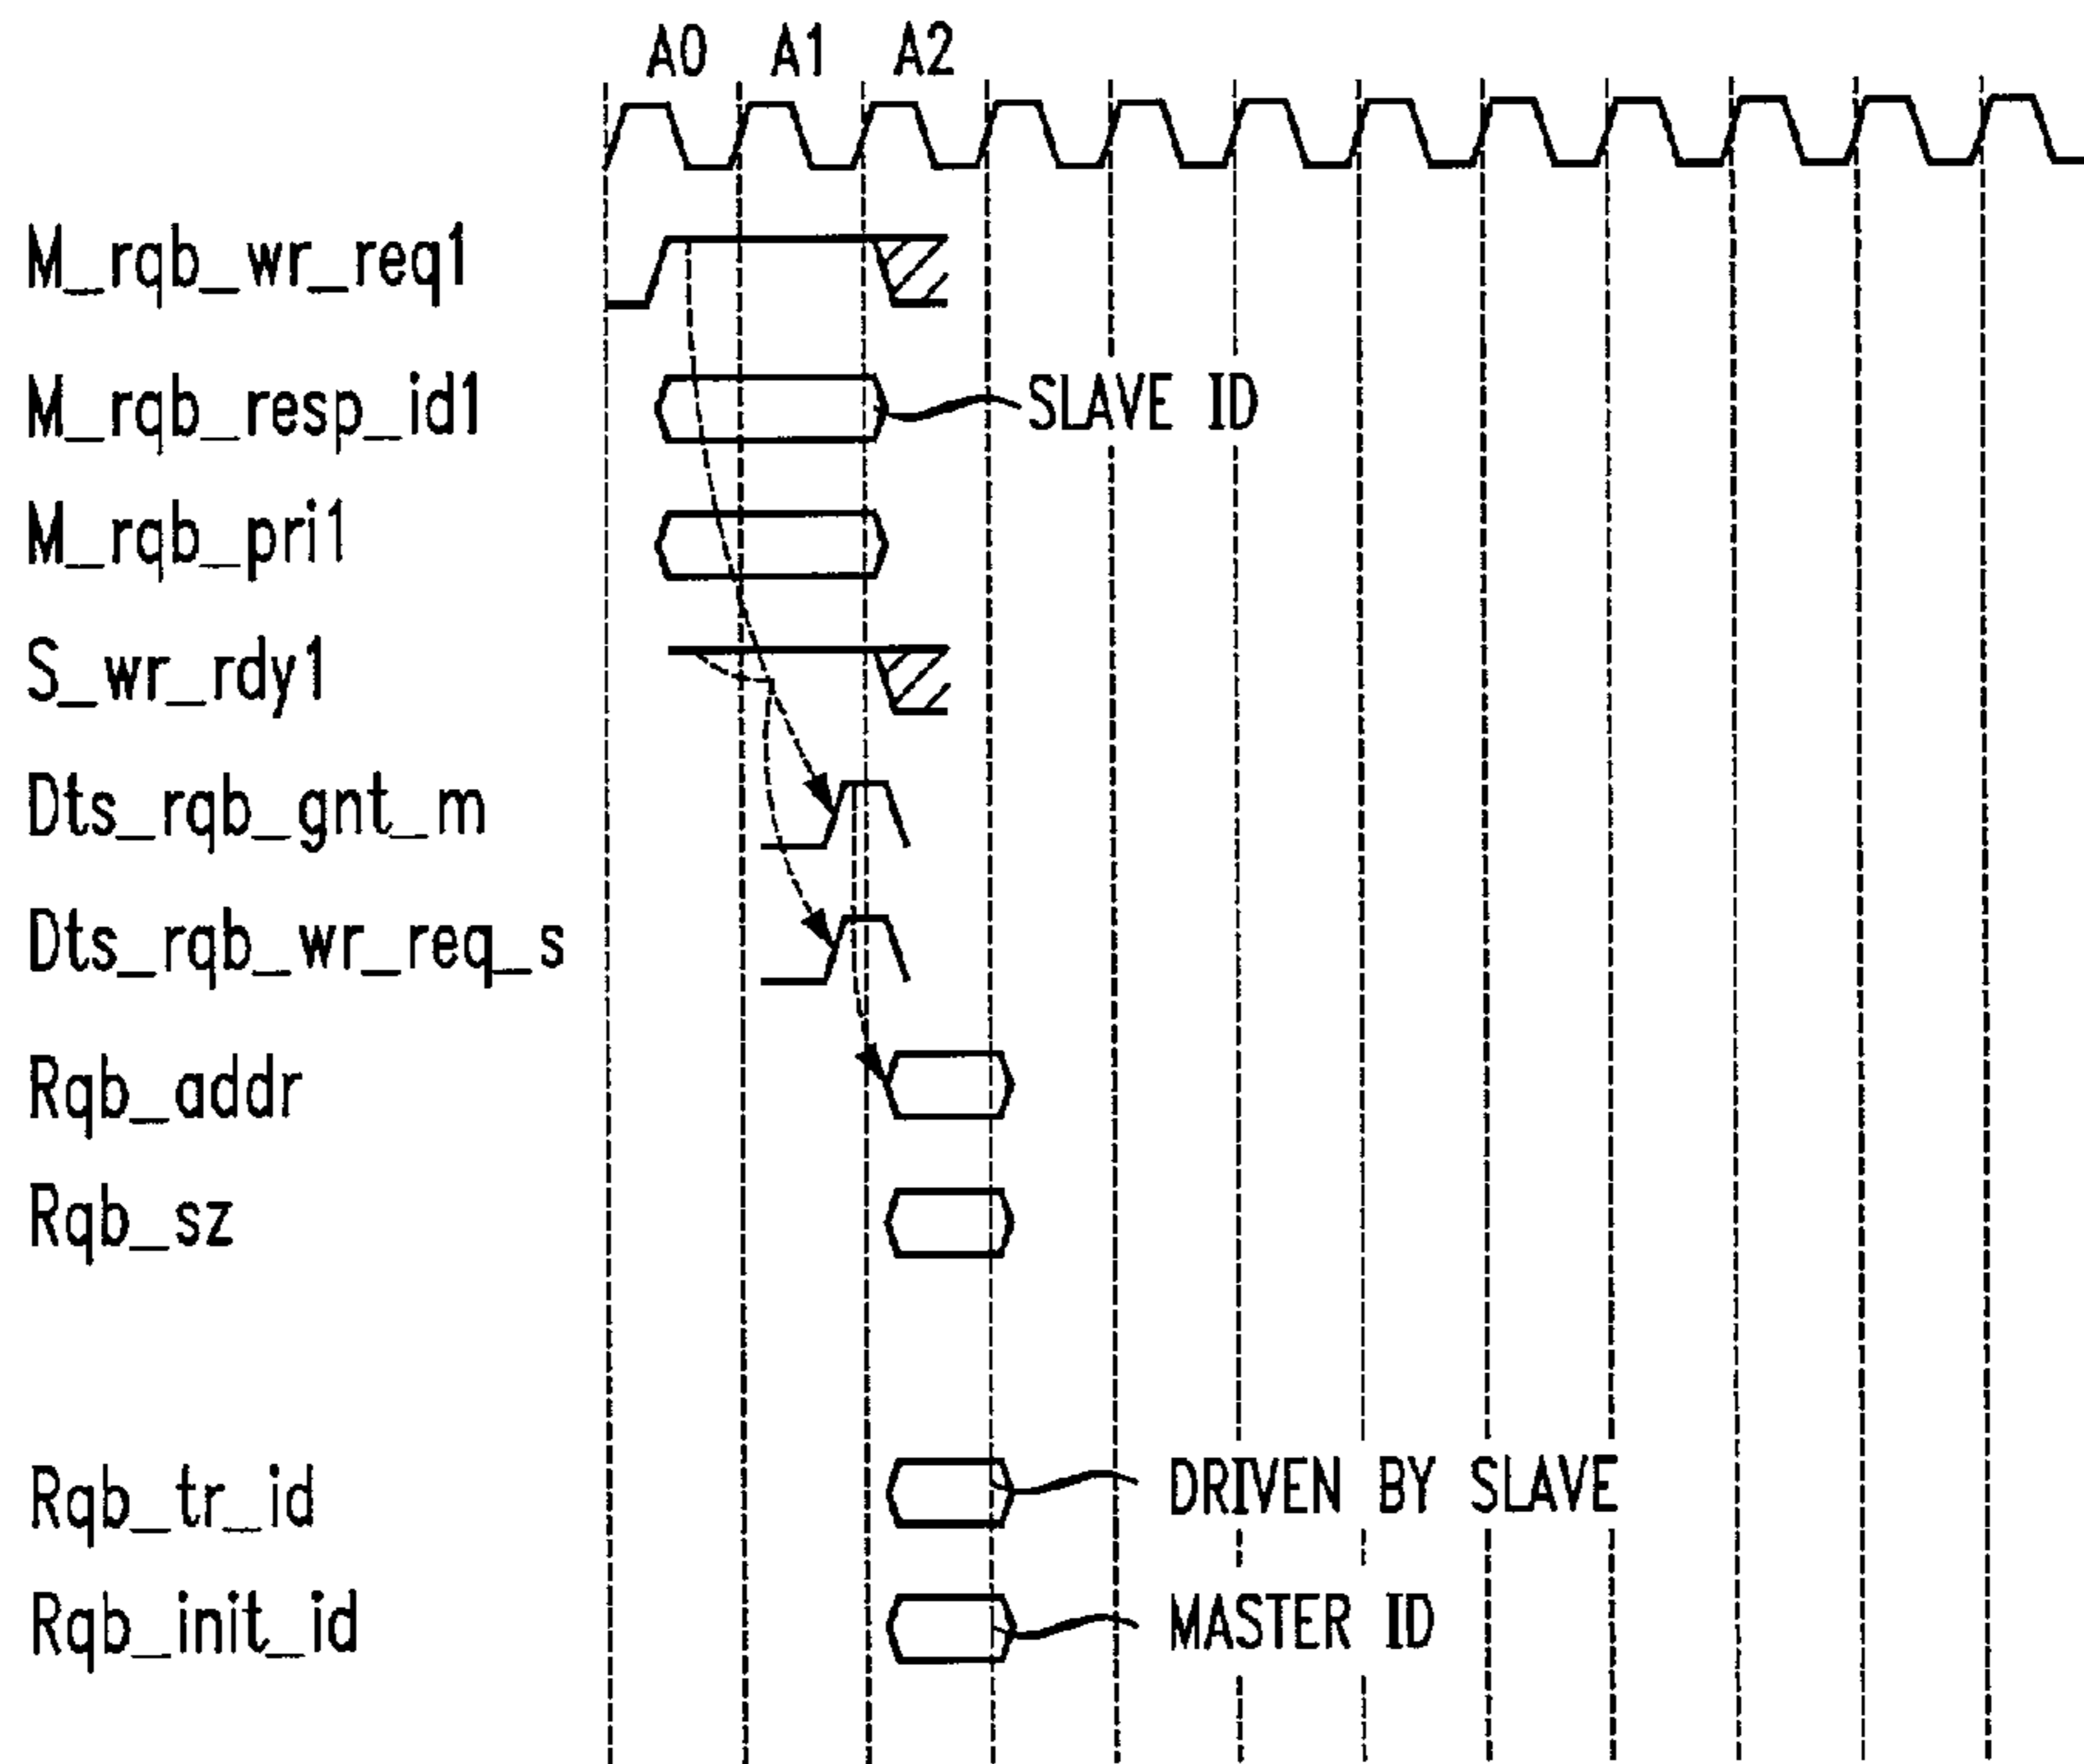 A0 A1 A2
M_rqb_wr_req1
M_rqb_resp_id1 SLAVE ID
M_rqb_pri1
S_wr_rdy1
Dts_rqb_gnt_m
Dts_rqb_wr_req_s
Rqb_addr
Rqb_sz
Rqb_tr_id DRIVEN BY SLAVE
Rqb_init_id MASTER ID